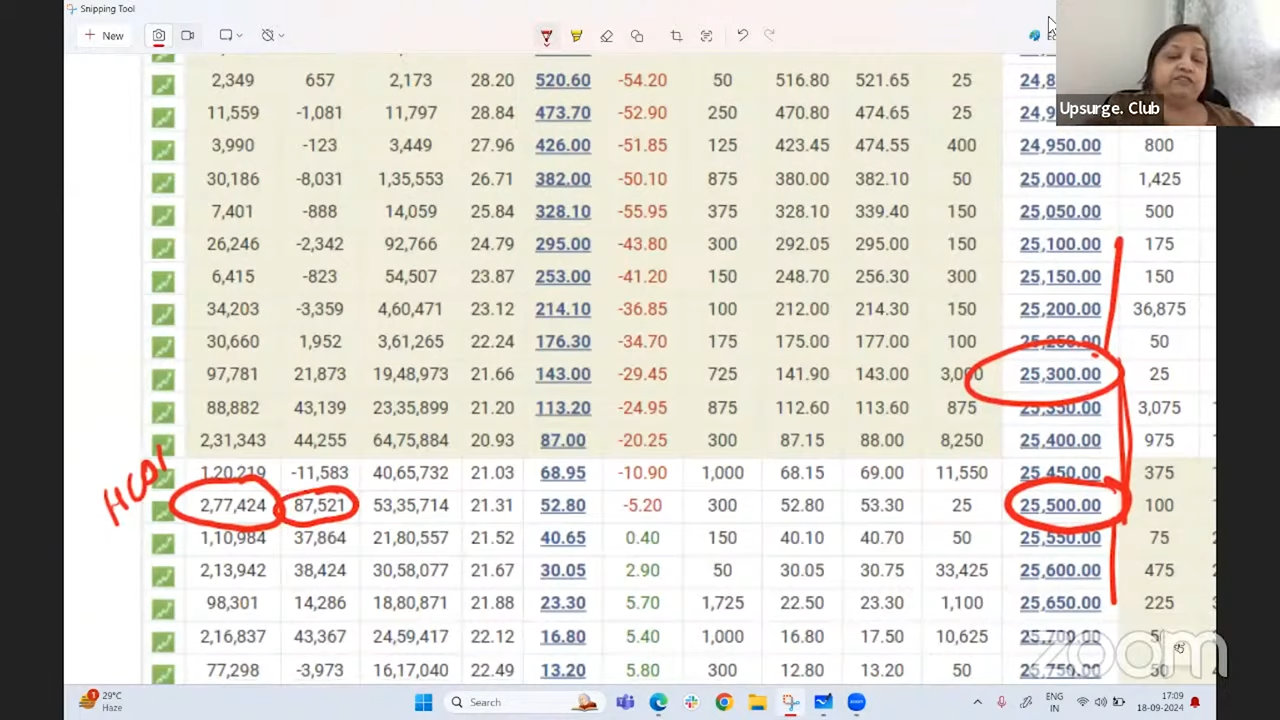 Snipping Tool
New
Upsurge. Club
2,349 657 2,173 28.20 520.60 -54.20 50 516.80 521.65 25 24,8
11,559 -1,081 11,797 28.84 473.70 -52.90 250 470.80 474.65 25 24,9
3,990 -123 3,449 27.96 426.00 -51.85 125 423.45 474.55 400 24,950.00 800
30,186 -8,031 1,35,553 26.71 382.00 -50.10 875 380.00 382.10 50 25,000.00 1,425
7,401 -888 14,059 25.84 328.10 -55.95 375 328.10 339.40 150 25,050.00 500
26,246 -2,342 92,766 24.79 295.00 -43.80 300 292.05 295.00 150 25,100.00 175
6,415 -823 54,507 23.87 253.00 -41.20 150 248.70 256.30 300 25,150.00 150
34,203 -3,359 4,60,471 23.12 214.10 -36.85 100 212.00 214.30 150 25,200.00 36,875
30,660 1,952 3,61,265 22.24 176.30 -34.70 175 175.00 177.00 100 25,250.00 50
97,781 21,873 19,48,973 21.66 143.00 -29.45 725 141.90 143.00 3,000 25,300.00 25
88,882 43,139 23,35,899 21.20 113.20 -24.95 875 112.60 113.60 875 25,350.00 3,075
2,31,343 44,255 64,75,884 20.93 87.00 -20.25 300 87.15 88.00 8,250 25,400.00 975
1,20,219 -11,583 40,65,732 21.03 68.95 -10.90 1,000 68.15 69.00 11,550 25,450.00 375
HCOI
2,77,424 87,521 53,35,714 21.31 52.80 -5.20 300 52.80 53.30 25 25,500.00 100
1,10,984 37,864 21,80,557 21.52 40.65 0.40 150 40.10 40.70 50 25,550.00 75
2,13,942 38,424 30,58,077 21.67 30.05 2.90 50 30.05 30.75 33,425 25,600.00 475
98,301 14,286 18,80,871 21.88 23.30 5.70 1,725 22.50 23.30 1,100 25,650.00 225
2,16,837 43,367 24,59,417 22.12 16.80 5.40 1,000 16.80 17.50 10,625 25,700.00
77,298 -3,973 16,17,040 22.49 13.20 5.80 300 12.80 13.20 50 25,750.00 50
zoom
29°C
Haze
Search
ENG
IN
17:09
18-09-2024